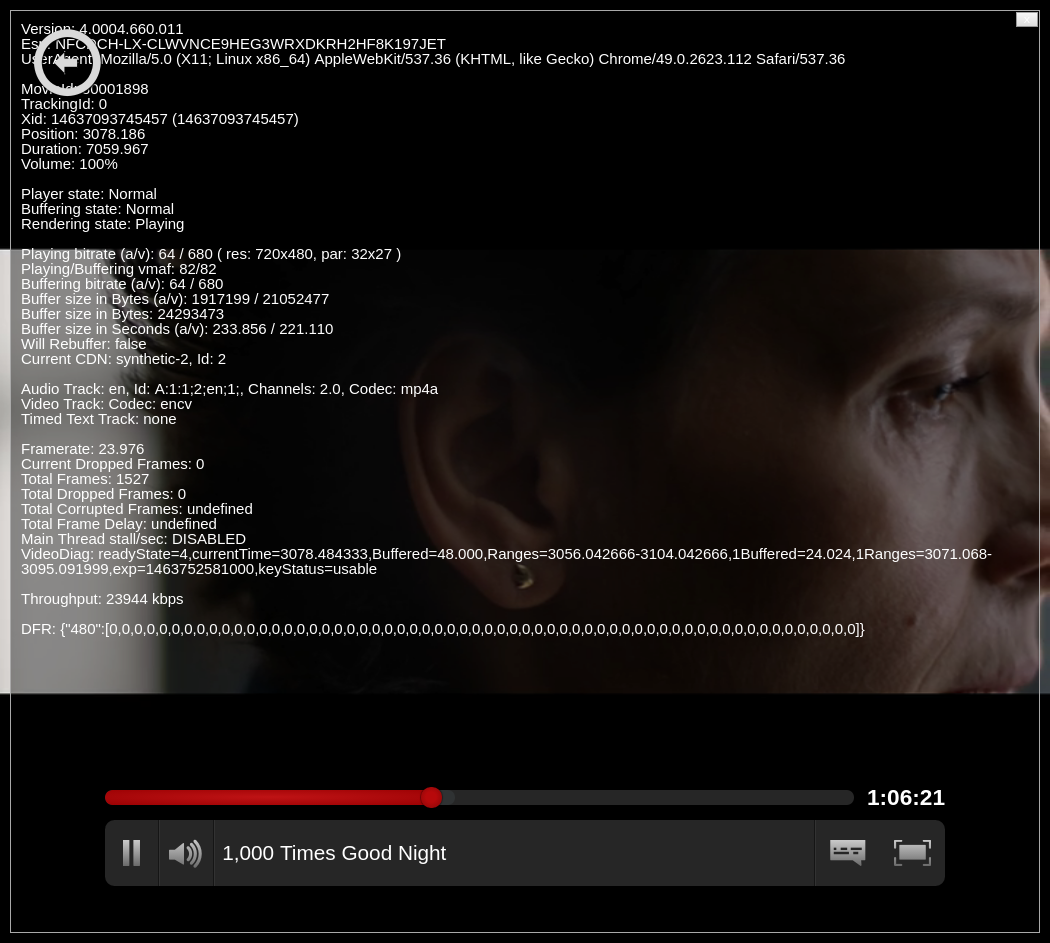 Version: 4.0004.660.011
Esn: NFCDCH-LX-CLWVNCE9HEG3WRXDKRH2HF8K197JET
UserAgent: Mozilla/5.0 (X11; Linux x86_64) AppleWebKit/537.36 (KHTML, like Gecko) Chrome/49.0.2623.112 Safari/537.36
MovieId: 80001898
TrackingId: 0
Xid: 14637093745457 (14637093745457)
Position: 3078.186
Duration: 7059.967
Volume: 100%
Player state: Normal
Buffering state: Normal
Rendering state: Playing
Playing bitrate (a/v): 64 / 680 ( res: 720x480, par: 32x27 )
Playing/Buffering vmaf: 82/82
Buffering bitrate (a/v): 64 / 680
Buffer size in Bytes (a/v): 1917199 / 21052477
Buffer size in Bytes: 24293473
Buffer size in Seconds (a/v): 233.856 / 221.110
Will Rebuffer: false
Current CDN: synthetic-2, Id: 2
Audio Track: en, Id: A:1:1;2;en;1;, Channels: 2.0, Codec: mp4a
Video Track: Codec: encv
Timed Text Track: none
Framerate: 23.976
Current Dropped Frames: 0
Total Frames: 1527
Total Dropped Frames: 0
Total Corrupted Frames: undefined
Total Frame Delay: undefined
Main Thread stall/sec: DISABLED
VideoDiag: readyState=4,currentTime=3078.484333,Buffered=48.000,Ranges=3056.042666-3104.042666,1Buffered=24.024,1Ranges=3071.068-
3095.091999,exp=1463752581000,keyStatus=usable
Throughput: 23944 kbps
DFR: {"480":[0,0,0,0,0,0,0,0,0,0,0,0,0,0,0,0,0,0,0,0,0,0,0,0,0,0,0,0,0,0,0,0,0,0,0,0,0,0,0,0,0,0,0,0,0,0,0,0,0,0,0,0,0,0,0,0,0,0,0,0]}
1:06:21
1,000 Times Good Night